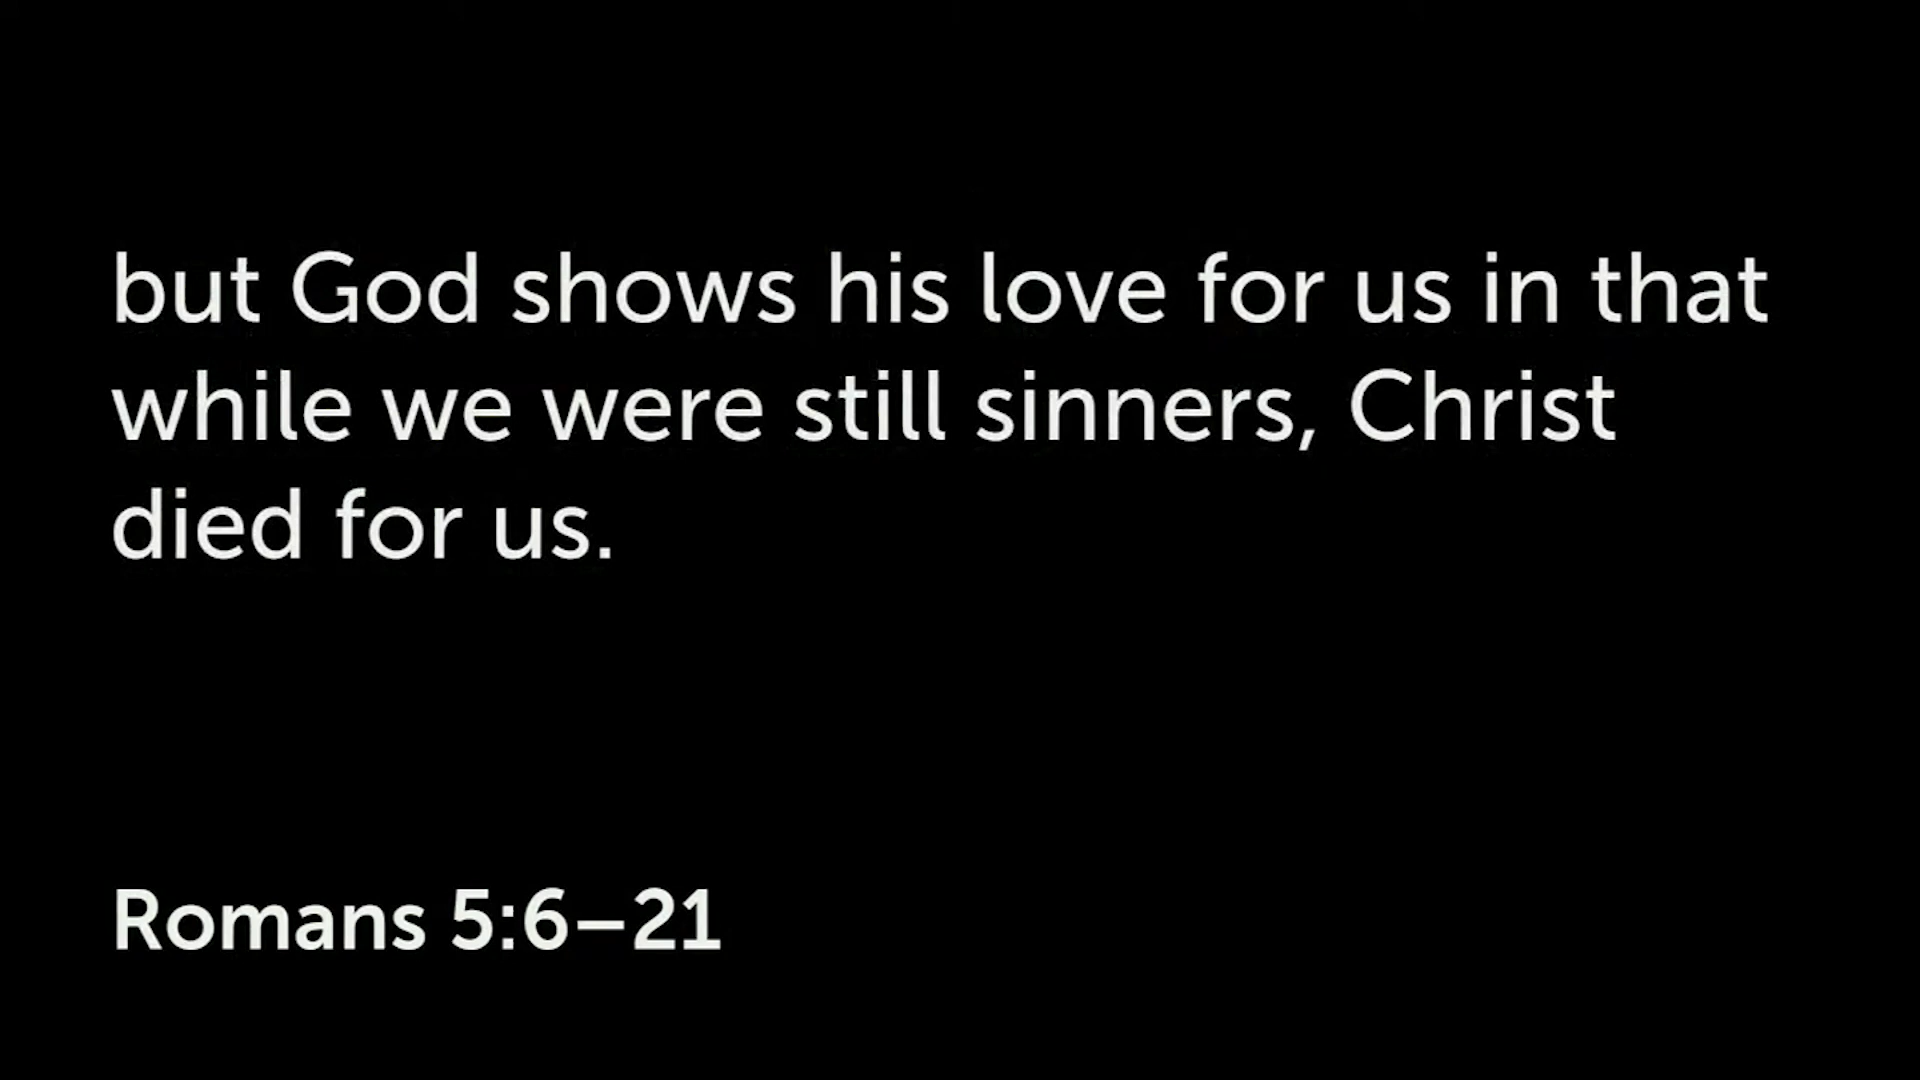 but God shows his love for us in that
while we were still sinners, Christ
died for us.
Romans 5:6–21